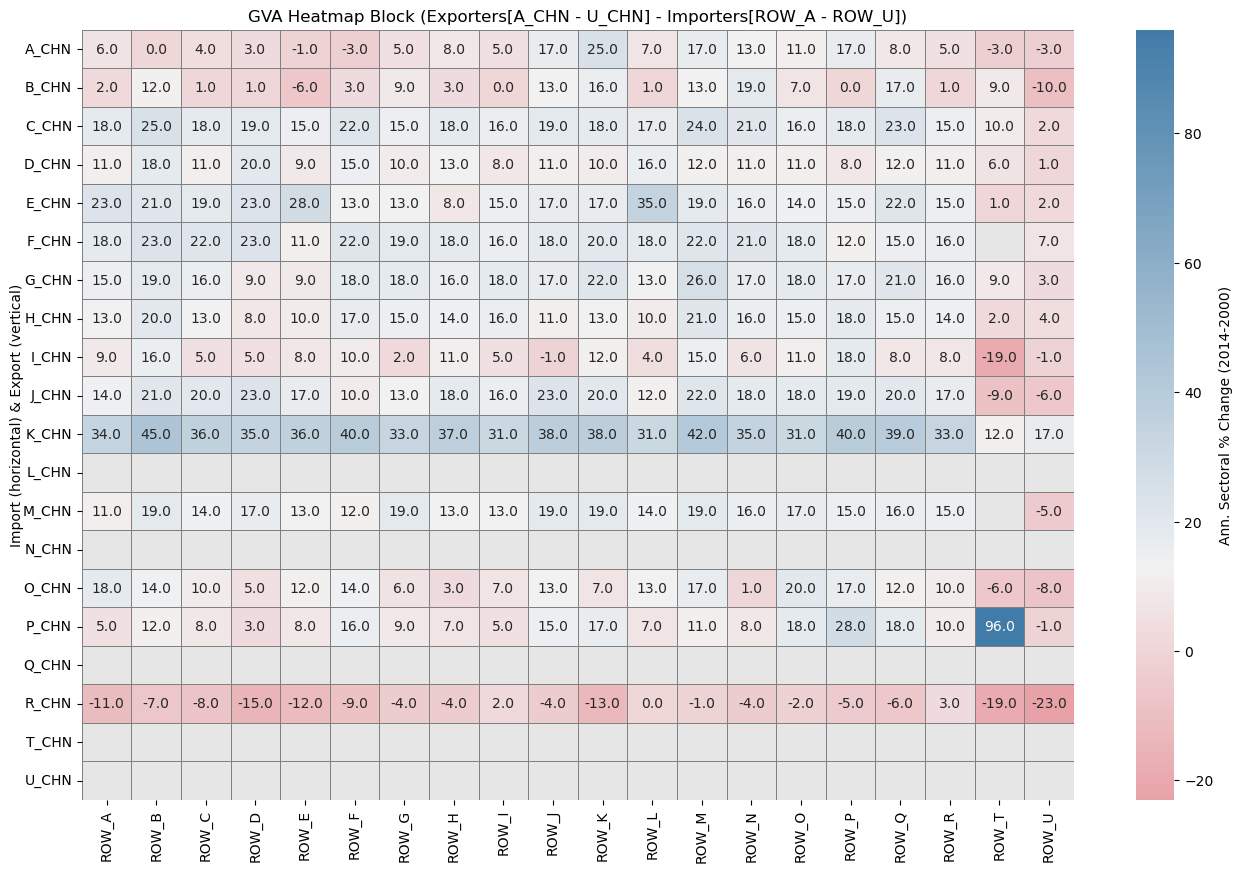 GVA Heatmap Block (Exporters[A_CHN - U_CHN] - Importers[ROW_A - ROW_U])
Import (horizontal) & Export (vertical)
A_CHN 6.0 0.0 4.0 3.0 -1.0 -3.0 5.0 8.0 5.0 17.0 25.0 7.0 17.0 13.0 11.0 17.0 8.0 5.0 -3.0 -3.0
B_CHN 2.0 12.0 1.0 1.0 -6.0 3.0 9.0 3.0 0.0 13.0 16.0 1.0 13.0 19.0 7.0 0.0 17.0 1.0 9.0 -10.0
C_CHN 18.0 25.0 18.0 19.0 15.0 22.0 15.0 18.0 16.0 19.0 18.0 17.0 24.0 21.0 16.0 18.0 23.0 15.0 10.0 2.0
D_CHN 11.0 18.0 11.0 20.0 9.0 15.0 10.0 13.0 8.0 11.0 10.0 16.0 12.0 11.0 11.0 8.0 12.0 11.0 6.0 1.0
E_CHN 23.0 21.0 19.0 23.0 28.0 13.0 13.0 8.0 15.0 17.0 17.0 35.0 19.0 16.0 14.0 15.0 22.0 15.0 1.0 2.0
F_CHN 18.0 23.0 22.0 23.0 11.0 22.0 19.0 18.0 16.0 18.0 20.0 18.0 22.0 21.0 18.0 12.0 15.0 16.0 7.0
G_CHN 15.0 19.0 16.0 9.0 9.0 18.0 18.0 16.0 18.0 17.0 22.0 13.0 26.0 17.0 18.0 17.0 21.0 16.0 9.0 3.0
H_CHN 13.0 20.0 13.0 8.0 10.0 17.0 15.0 14.0 16.0 11.0 13.0 10.0 21.0 16.0 15.0 18.0 15.0 14.0 2.0 4.0
I_CHN 9.0 16.0 5.0 5.0 8.0 10.0 2.0 11.0 5.0 -1.0 12.0 4.0 15.0 6.0 11.0 18.0 8.0 8.0 -19.0 -1.0
J_CHN 14.0 21.0 20.0 23.0 17.0 10.0 13.0 18.0 16.0 23.0 20.0 12.0 22.0 18.0 18.0 19.0 20.0 17.0 -9.0 -6.0
K_CHN 34.0 45.0 36.0 35.0 36.0 40.0 33.0 37.0 31.0 38.0 38.0 31.0 42.0 35.0 31.0 40.0 39.0 33.0 12.0 17.0
L_CHN
M_CHN 11.0 19.0 14.0 17.0 13.0 12.0 19.0 13.0 13.0 19.0 19.0 14.0 19.0 16.0 17.0 15.0 16.0 15.0 -5.0
N_CHN
O_CHN 18.0 14.0 10.0 5.0 12.0 14.0 6.0 3.0 7.0 13.0 7.0 13.0 17.0 1.0 20.0 17.0 12.0 10.0 -6.0 -8.0
P_CHN 5.0 12.0 8.0 3.0 8.0 16.0 9.0 7.0 5.0 15.0 17.0 7.0 11.0 8.0 18.0 28.0 18.0 10.0 96.0 -1.0
Q_CHN
R_CHN -11.0 -7.0 -8.0 -15.0 -12.0 -9.0 -4.0 -4.0 2.0 -4.0 -13.0 0.0 -1.0 -4.0 -2.0 -5.0 -6.0 3.0 -19.0 -23.0
T_CHN
U_CHN
ROW_A ROW_B ROW_C ROW_D ROW_E ROW_F ROW_G ROW_H ROW_I ROW_J ROW_K ROW_L ROW_M ROW_N ROW_O ROW_P ROW_Q ROW_R ROW_T ROW_U
80
60
40
20
0
−20
Ann. Sectoral % Change (2014-2000)